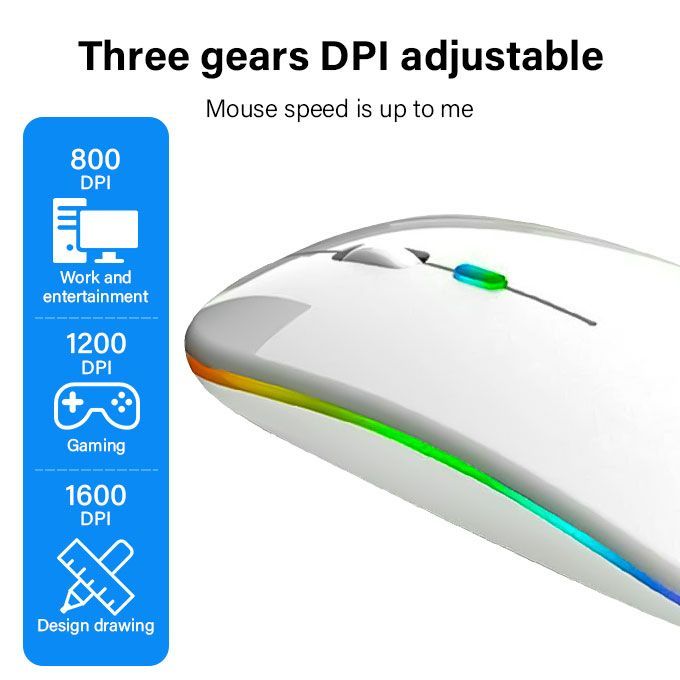 Three gears DPI adjustable
Mouse speed is up to me
800
DPI
Work and
entertainment
1200
DPI
Gaming
1600
DPI
Design drawing